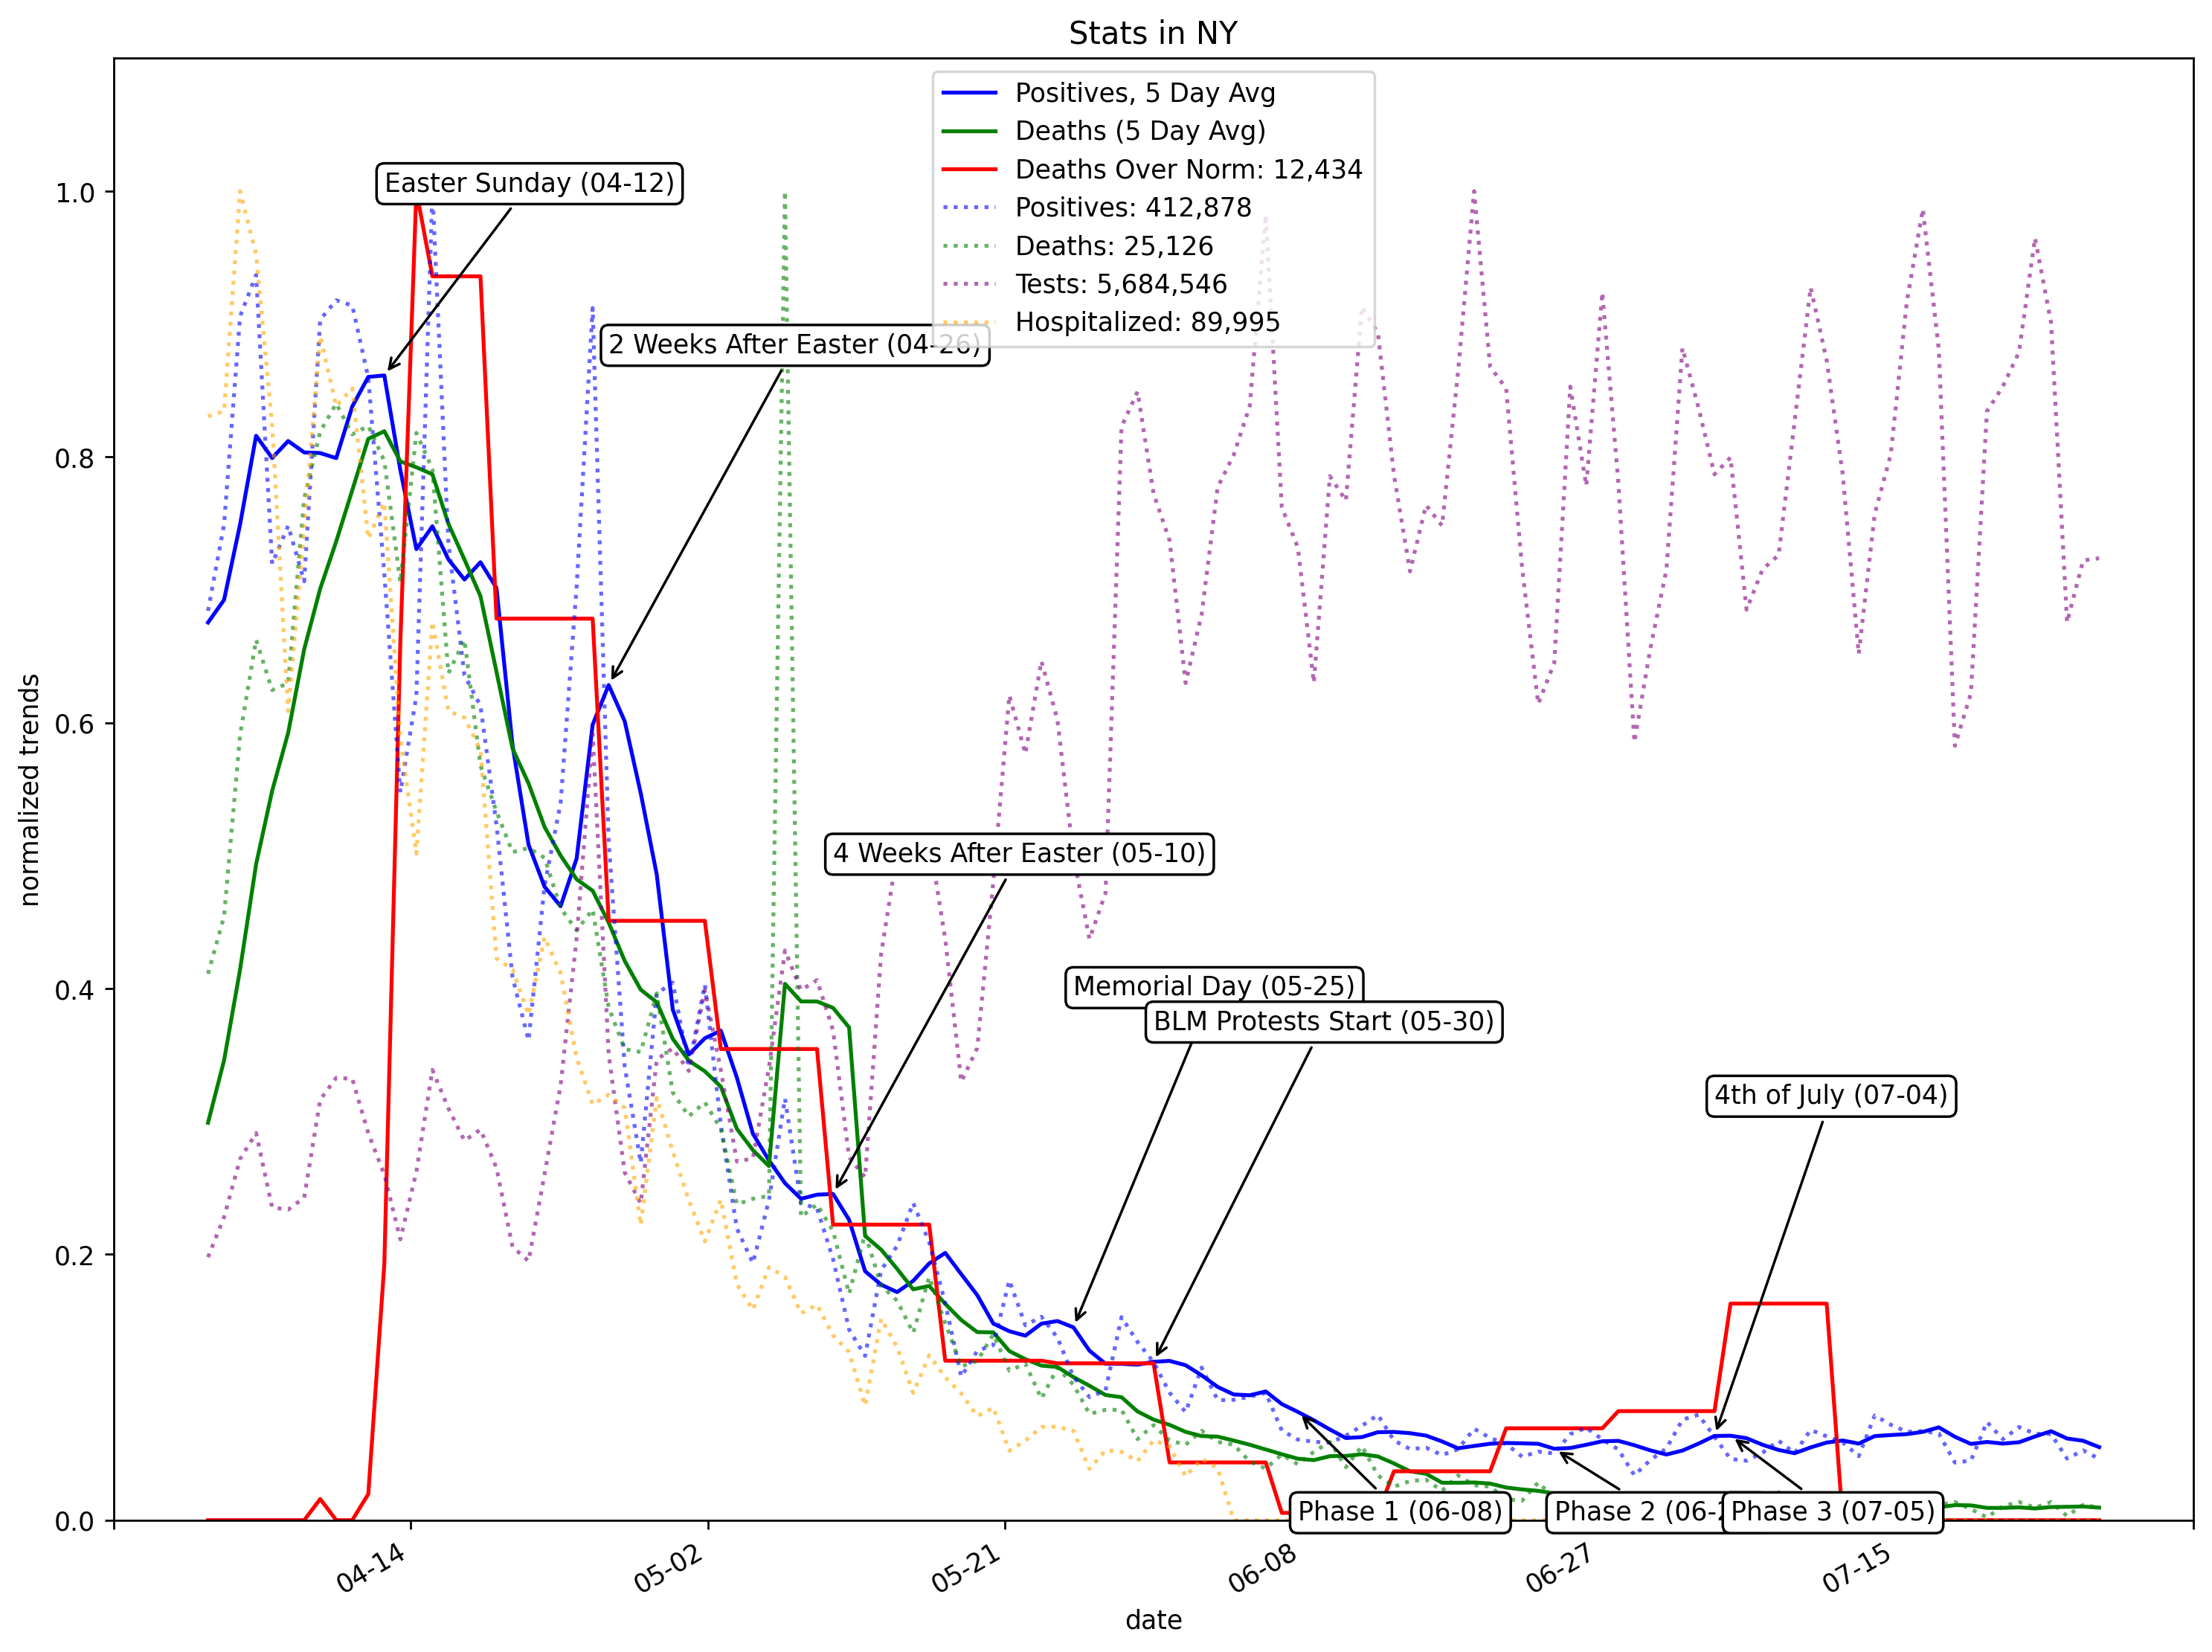 Stats in NY
Positives, 5 Day Avg
Deaths (5 Day Avg)
Deaths Over Norm: 12,434
Positives: 412,878
Deaths: 25,126
Tests: 5,684,546
Hospitalized: 89,995
Easter Sunday (04-12)
2 Weeks After Easter (04-26)
4 Weeks After Easter (05-10)
Memorial Day (05-25)
BLM Protests Start (05-30)
4th of July (07-04)
Phase 1 (06-08)
Phase 2
Phase 3 (07-05)
normalized trends
1.0
0.8
0.6
0.4
0.2
0.0
04-14
05-02
05-21
06-08
06-27
07-15
date